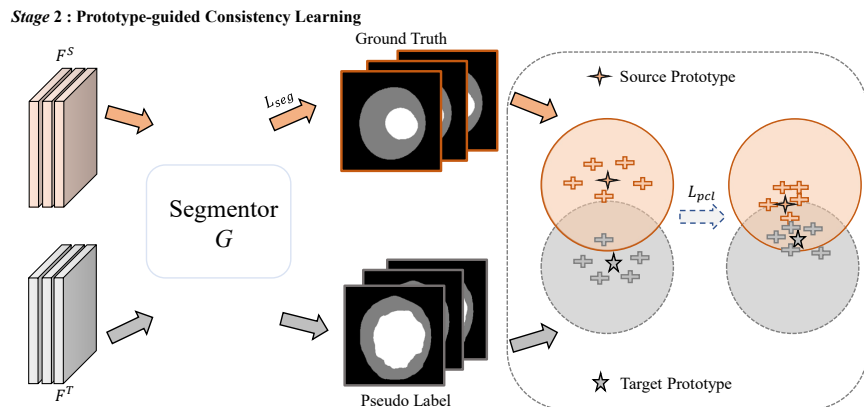 Stage 2 : Prototype-guided Consistency Learning
F^S
Ground Truth
L_seg
Source Prototype
Segmentor
G
L_pcl
F^T
Pseudo Label
Target Prototype